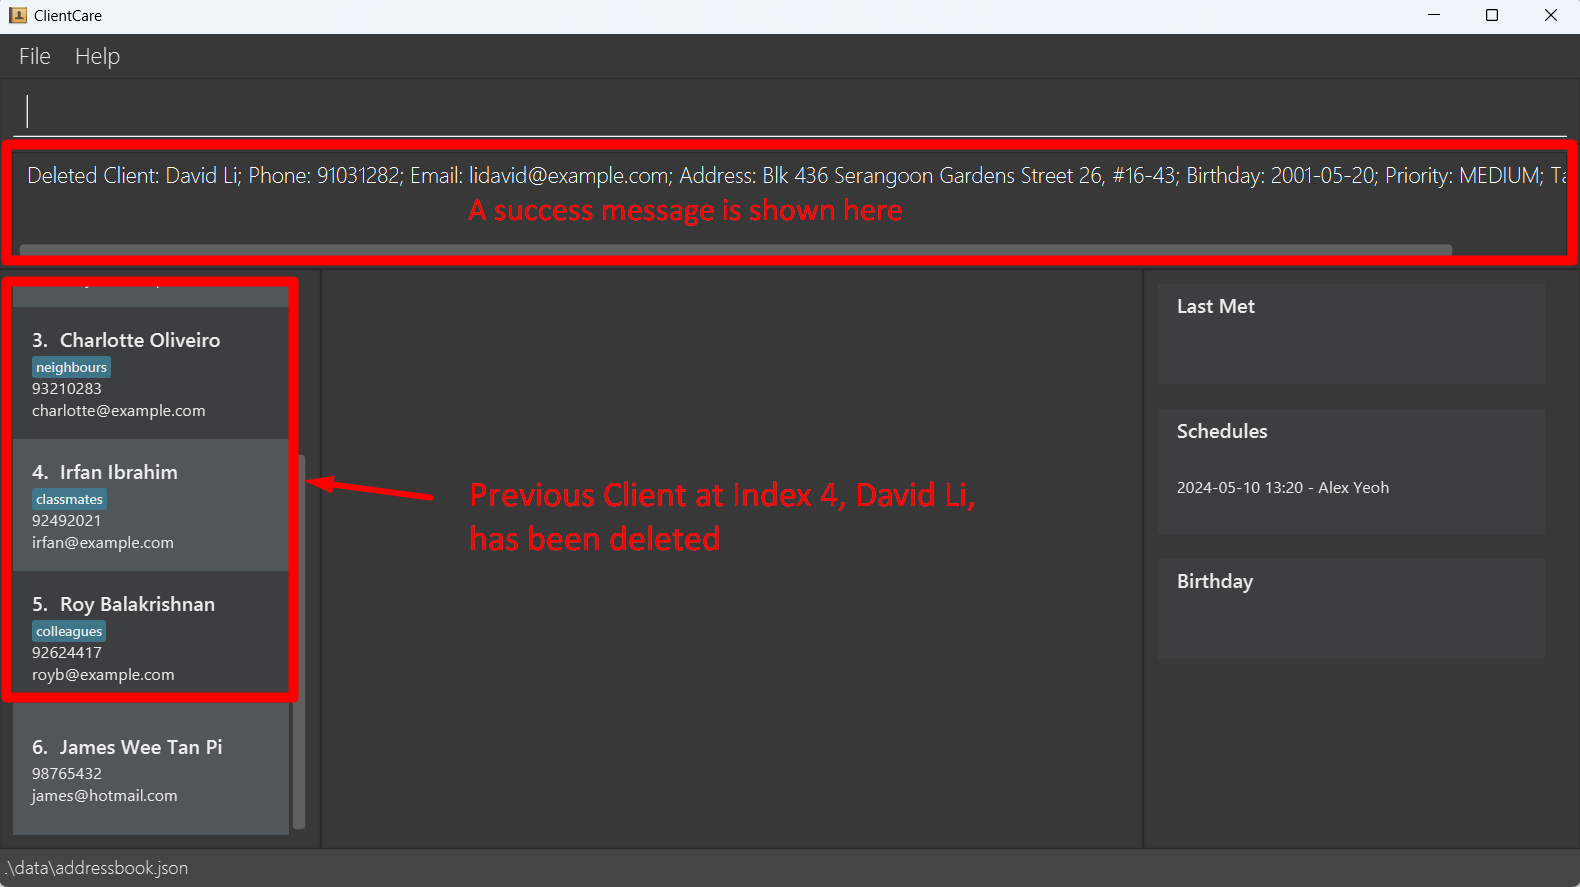 ClientCare
File Help
Deleted Client: David Li; Phone: 91031282; Email: lidavid@example.com; Address: Blk 436 Serangoon Gardens Street 26, #16-43; Birthday: 2001-05-20; Priority: MEDIUM;
A success message is shown here
3. Charlotte Oliveiro
neighbours
93210283
charlotte@example.com
4. Irfan Ibrahim
classmates
92492021
irfan@example.com
5. Roy Balakrishnan
colleagues
92624417
royb@example.com
6. James Wee Tan Pi
98765432
james@hotmail.com
Previous Client at Index 4, David Li,
has been deleted
Last Met
Schedules
2024-05-10 13:20 - Alex Yeoh
Birthday
.\data\addressbook.json